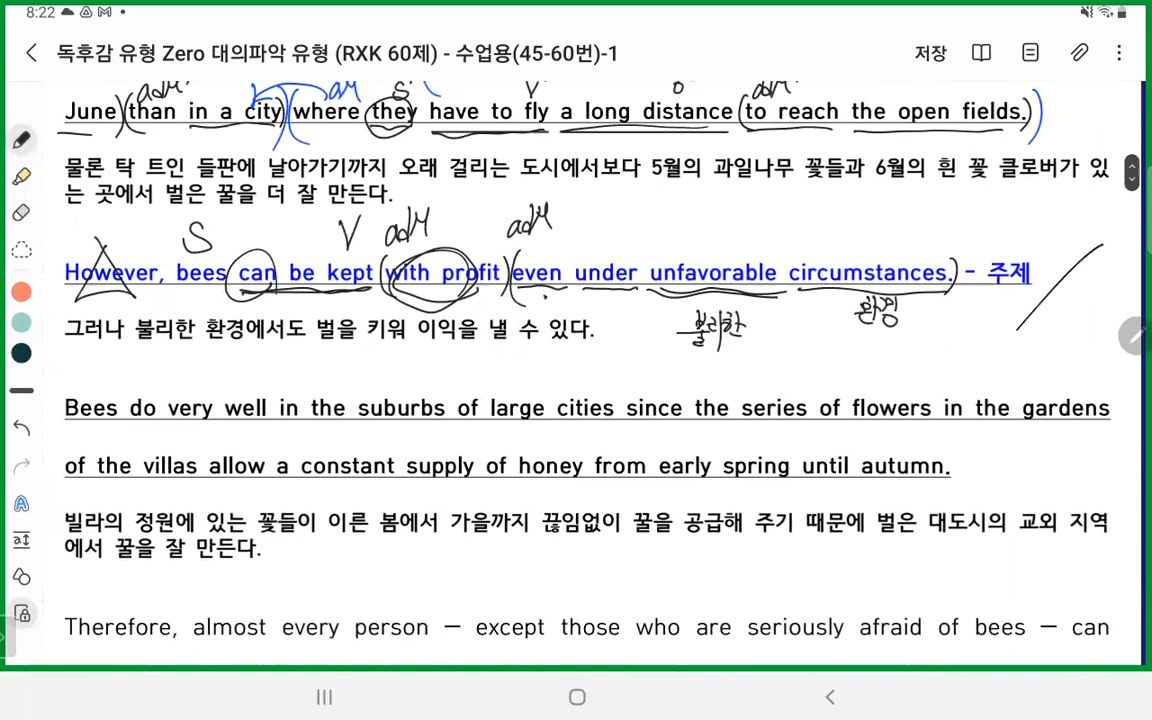 8:22
독후감 유형 Zero 대의파악 유형 (RXK 60제) - 수업용(45-60번)-1
저장
adM
adM
S
V
O
adM
June)(than in a city)(where they have to fly a long distance (to reach the open fields.))
물론 탁 트인 들판에 날아가기까지 오래 걸리는 도시에서보다 5월의 과일나무 꽃들과 6월의 흰 꽃 클로버가 있
는 곳에서 벌은 꿀을 더 잘 만든다.
S
V
adM
adM
However, bees can be kept (with profit)(even under unfavorable circumstances.) - 주제
불리한
환경
그러나 불리한 환경에서도 벌을 키워 이익을 낼 수 있다.
Bees do very well in the suburbs of large cities since the series of flowers in the gardens
of the villas allow a constant supply of honey from early spring until autumn.
빌라의 정원에 있는 꽃들이 이른 봄에서 가을까지 끊임없이 꿀을 공급해 주기 때문에 벌은 대도시의 교외 지역
에서 꿀을 잘 만든다.
Therefore, almost every person – except those who are seriously afraid of bees – can